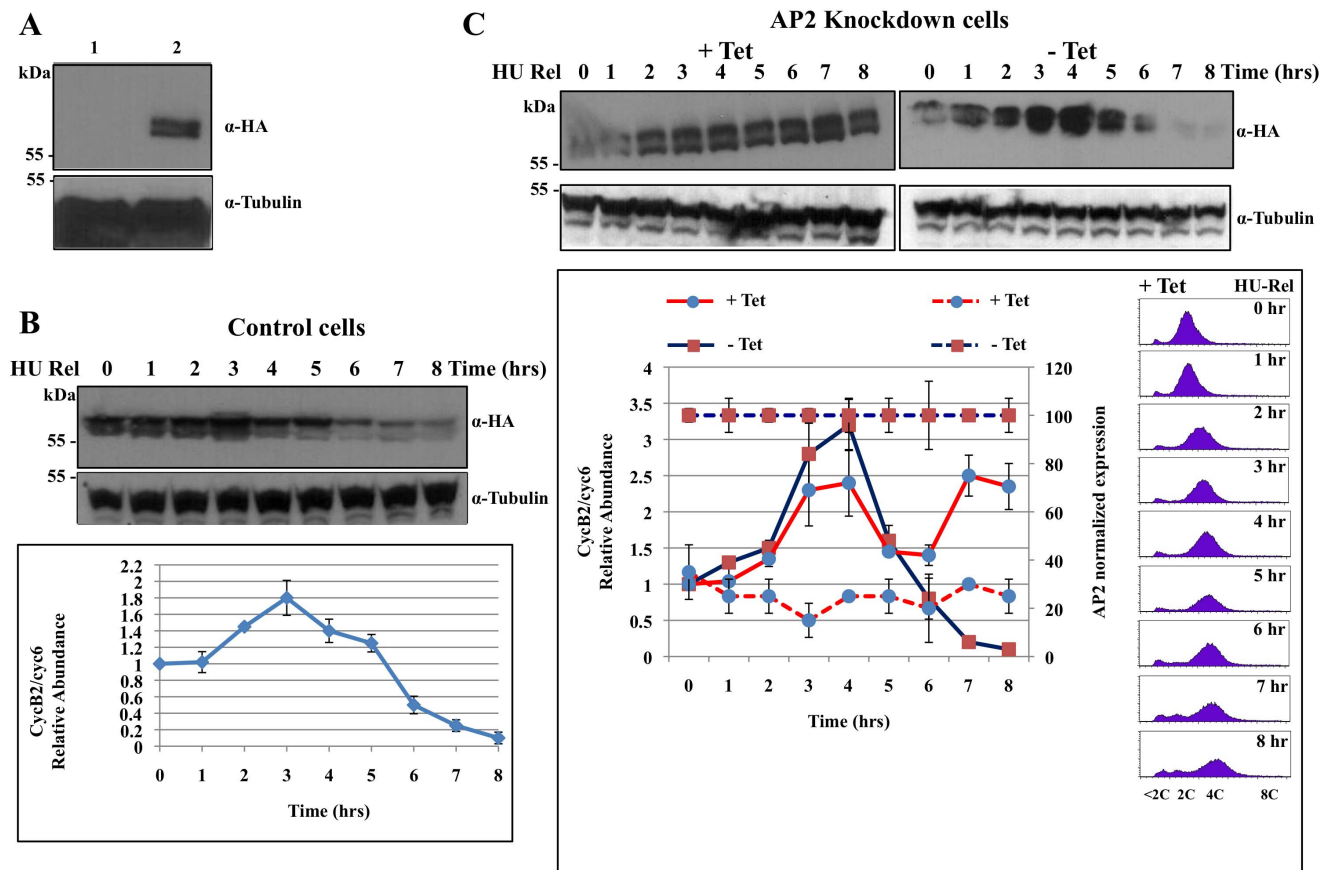 A
1 2
kDa
α-HA
55 -
55 -
α-Tubulin
B
Control cells
HU Rel 0 1 2 3 4 5 6 7 8 Time (hrs)
kDa
α-HA
55 -
55 -
α-Tubulin
CycB2/cyc6
Relative Abundance
2.2
2
1.8
1.6
1.4
1.2
1
0.8
0.6
0.4
0.2
0
0 1 2 3 4 5 6 7 8
Time (hrs)
C
AP2 Knockdown cells
+ Tet - Tet
HU Rel 0 1 2 3 4 5 6 7 8 0 1 2 3 4 5 6 7 8 Time (hrs)
kDa
α-HA
55 -
55 -
α-Tubulin
+ Tet + Tet
- Tet - Tet
CycB2/cyc6
Relative Abundance
4
3.5
3
2.5
2
1.5
1
0.5
0
120
100
80
60
40
20
0
AP2 normalized expression
0 1 2 3 4 5 6 7 8
Time (hrs)
+ Tet HU-Rel
0 hr
1 hr
2 hr
3 hr
4 hr
5 hr
6 hr
7 hr
8 hr
<2C 2C 4C 8C